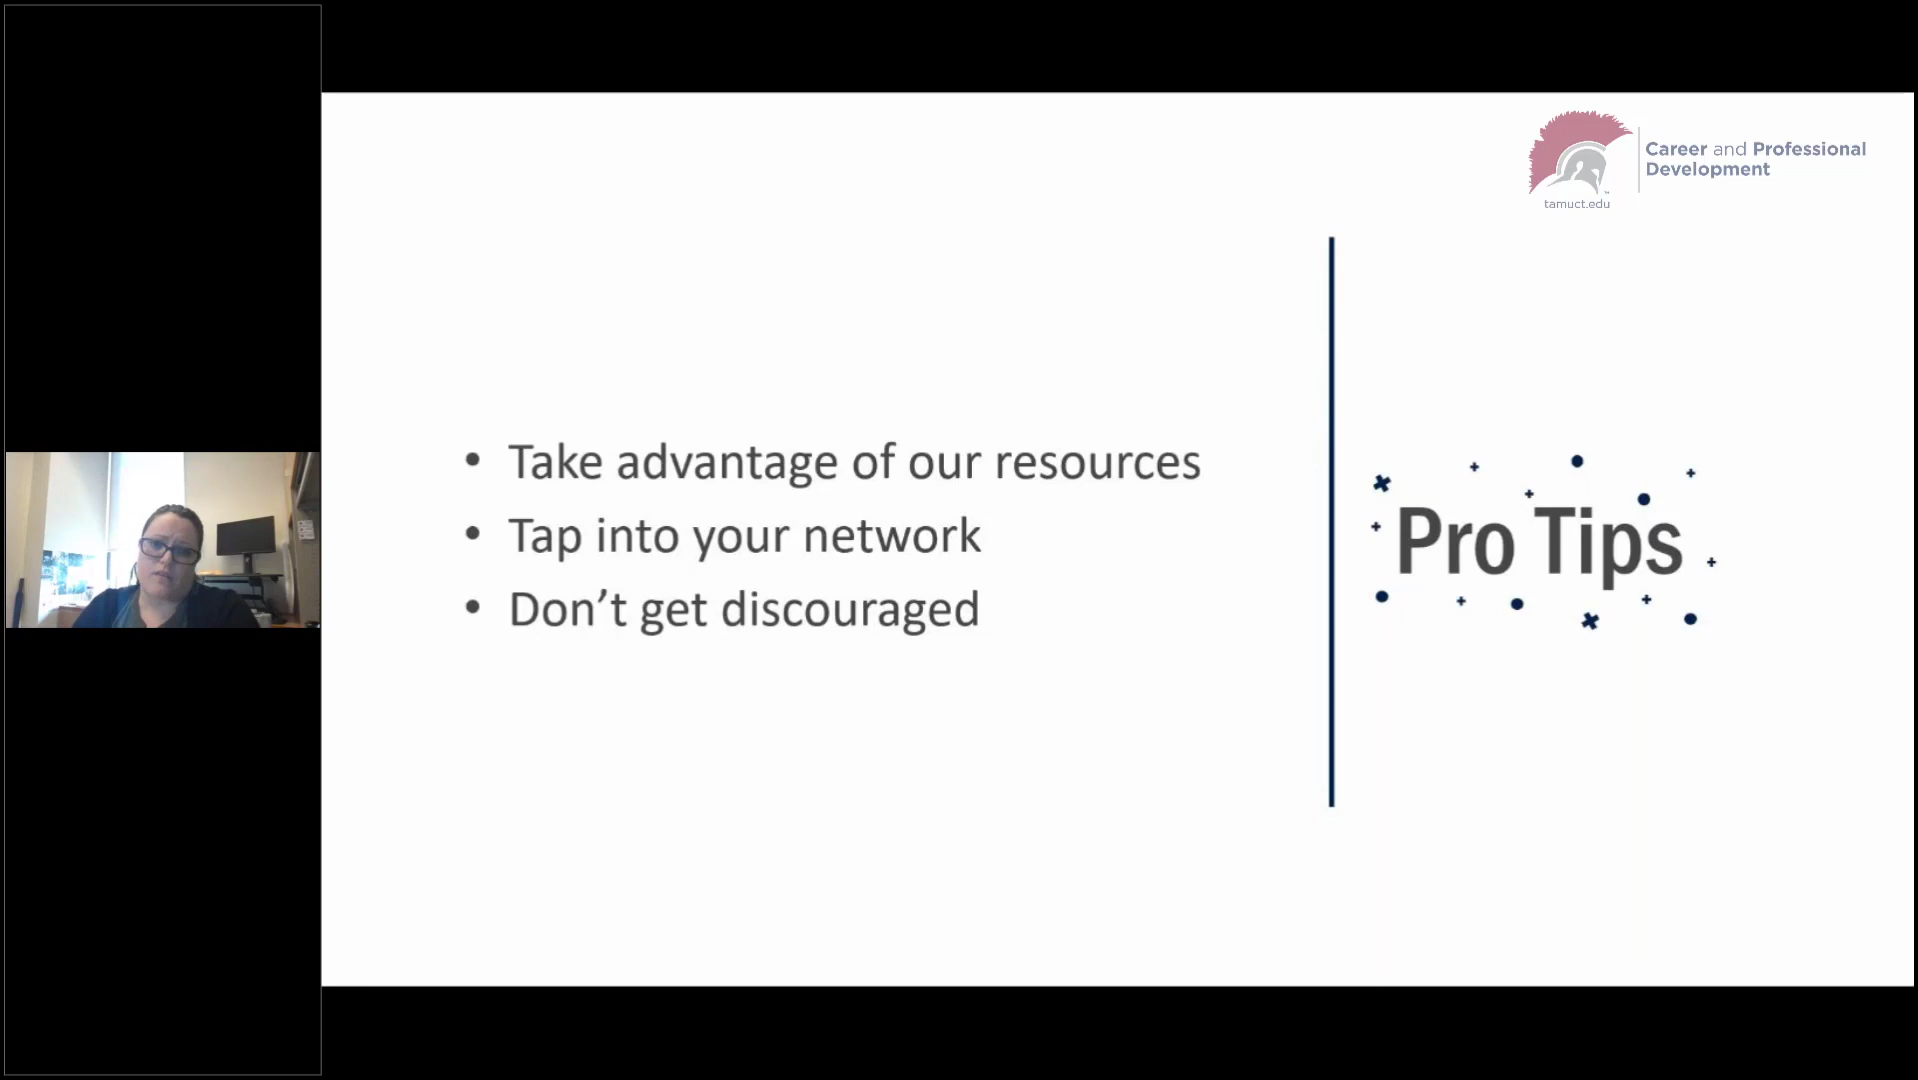 Career and Professional
Development
tamuct.edu
• Take advantage of our resources
• Tap into your network
• Don’t get discouraged
Pro Tips